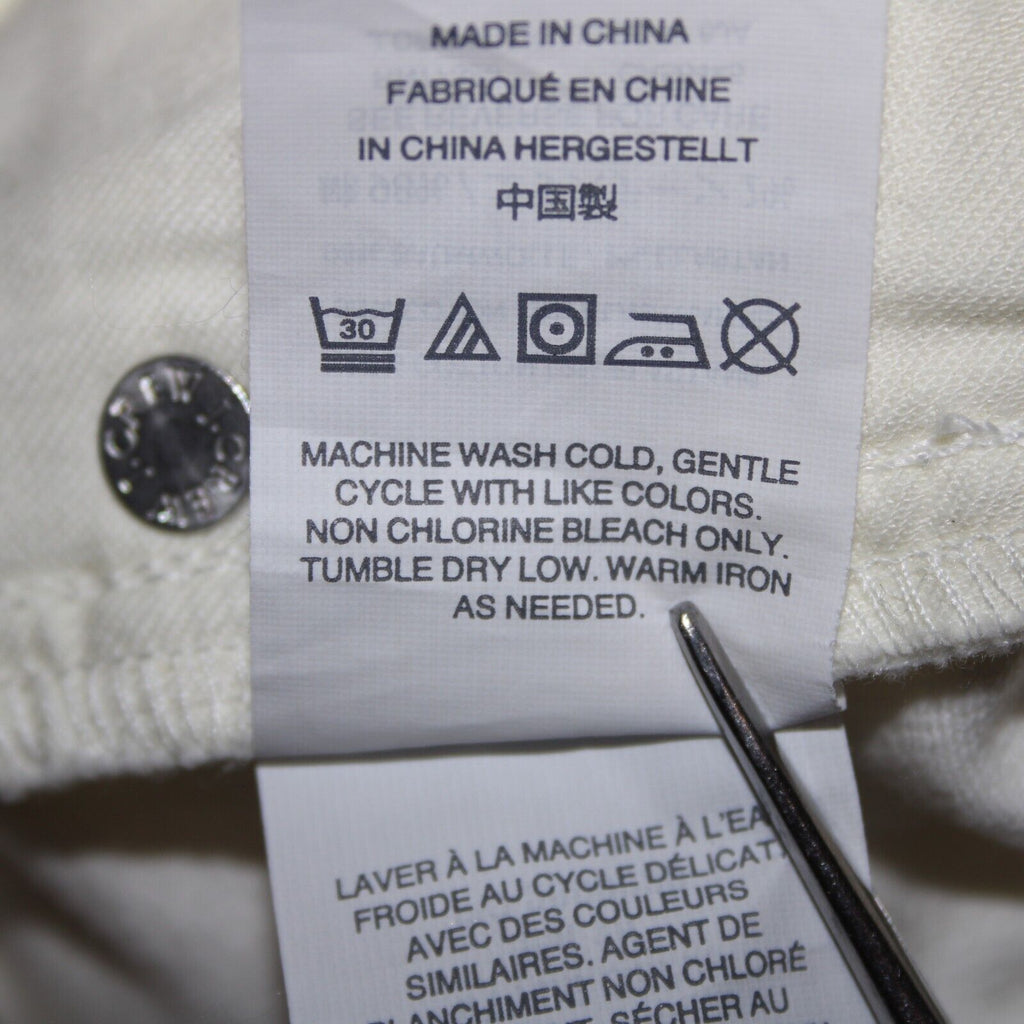 MADE IN CHINA
FABRIQUÉ EN CHINE
IN CHINA HERGESTELLT
中国製
30
MACHINE WASH COLD, GENTLE
CYCLE WITH LIKE COLORS.
NON CHLORINE BLEACH ONLY.
TUMBLE DRY LOW. WARM IRON
AS NEEDED.
LAVER À LA MACHINE À L'EA
FROIDE AU CYCLE DÉLICAT
AVEC DES COULEURS
SIMILAIRES. AGENT DE
BLANCHIMENT NON CHLORÉ
SÉCHER AU